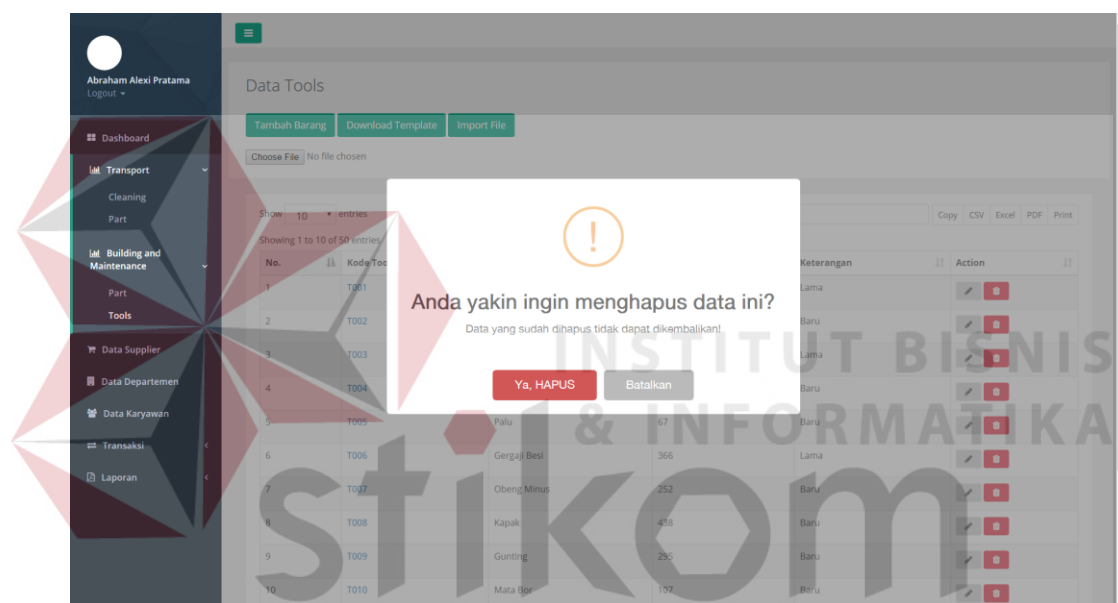 Abraham Alexi Pratama
Logout
Dashboard
Transport
Cleaning
Part
Building and
Maintenance
Part
Tools
Data Supplier
Data Departemen
Data Karyawan
Transaksi
Laporan
Data Tools
Tambah Barang Download Template Import File
Choose File No file chosen
Show 10 entries Copy CSV Excel PDF Print
Showing 1 to 10 of 50 entries
No. Kode Keterangan Action
1 T001 Lama
2 T002 Baru
3 T003 Lama
4 T004 Baru
5 T005 Palu 67 Baru
6 T006 Gergaji Besi 366 Lama
7 T007 Obeng Minus 252 Baru
8 T008 Kapak 438 Baru
9 T009 Gunting 295 Baru
10 T010 Mata Bor 107 Baru
!
Anda yakin ingin menghapus data ini?
Data yang sudah dihapus tidak dapat dikembalikan!
Ya, HAPUS Batalkan
INSTITUT BISNIS
& INFORMATIKA
stikom